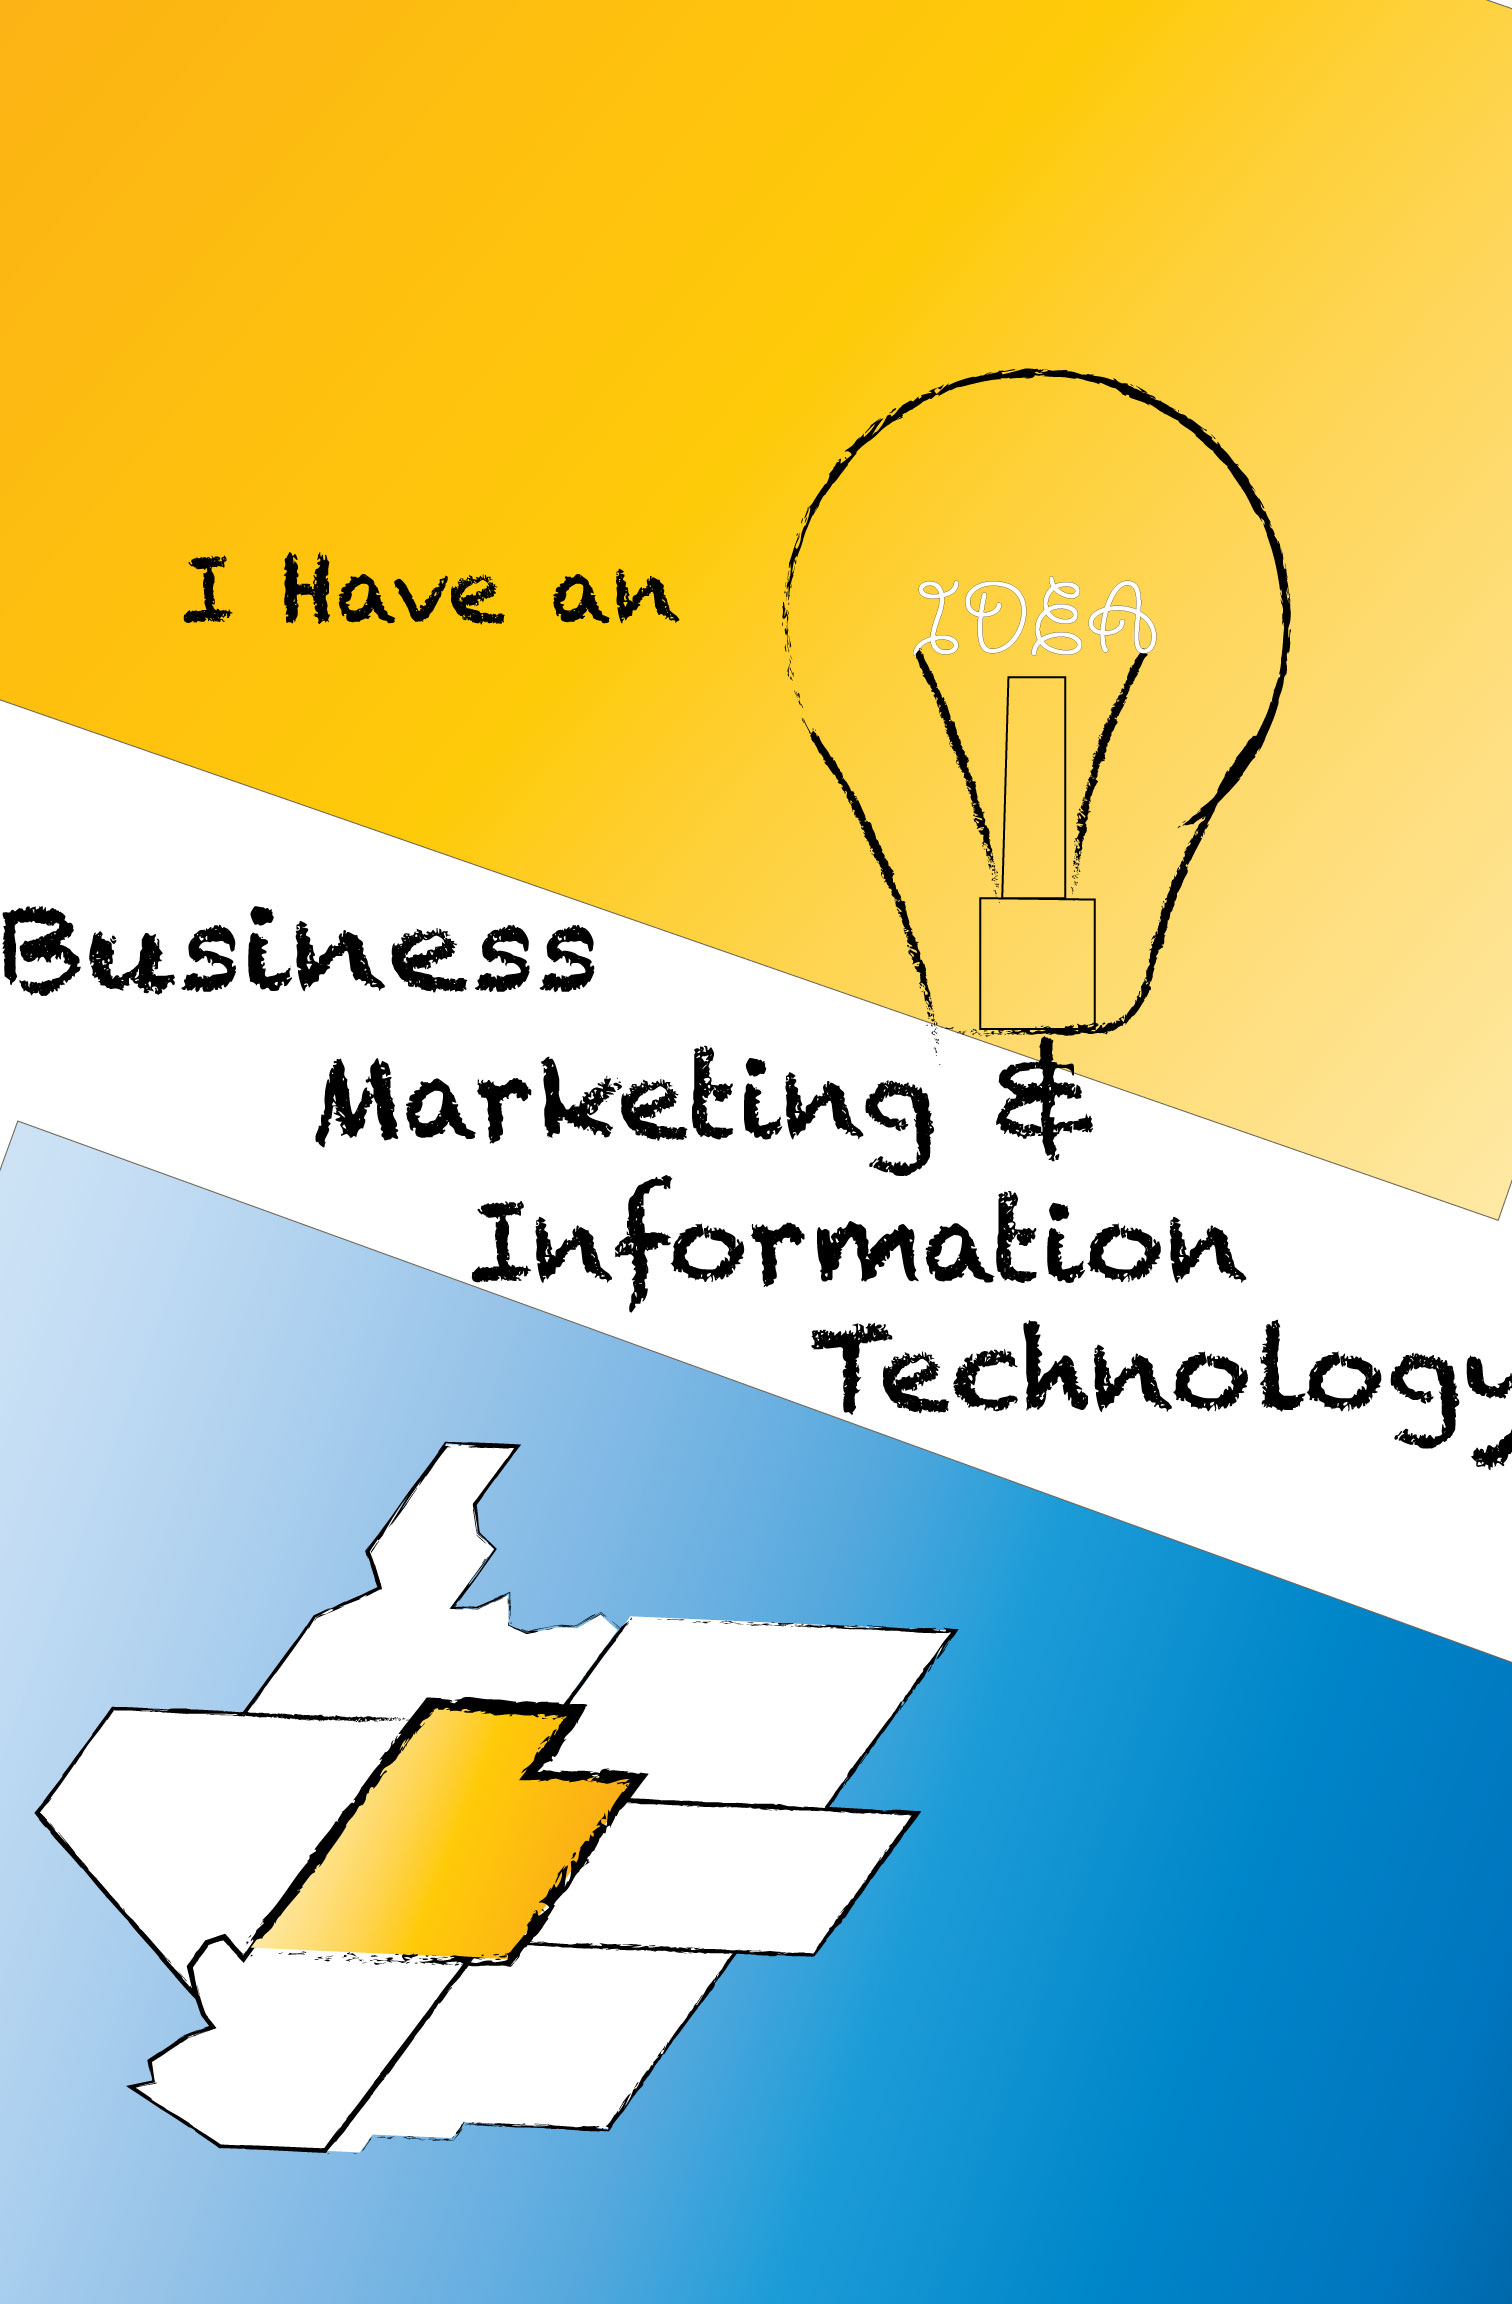 I Have an
IDEA
Business
Marketing &
Information
Technology